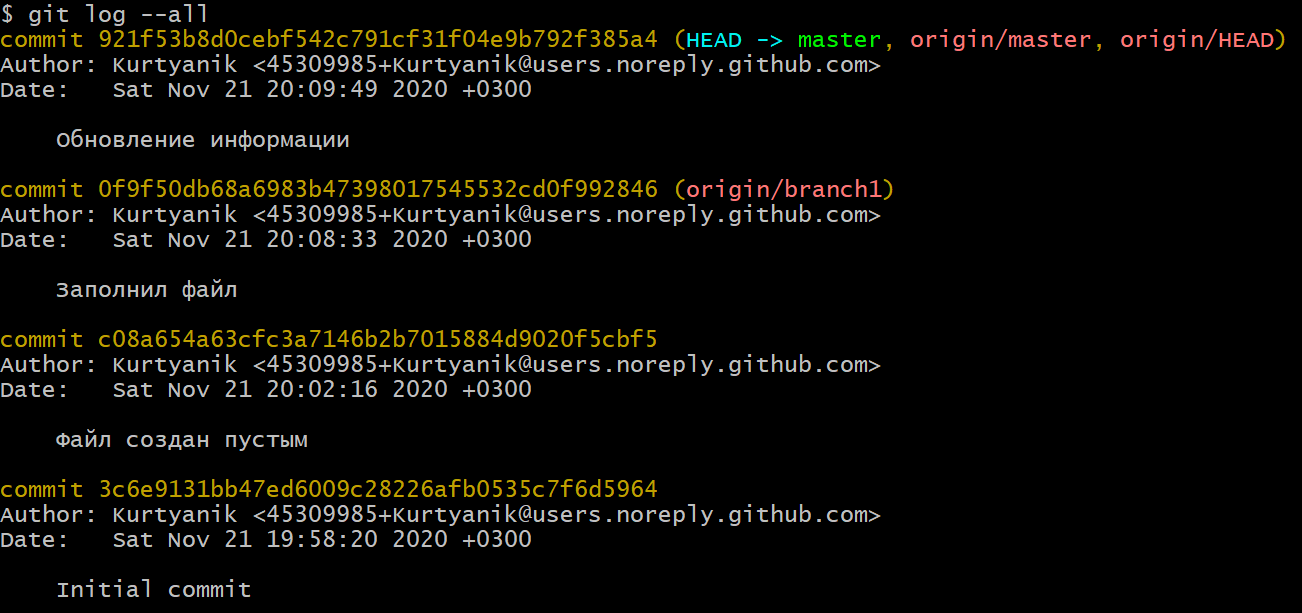 $ git log --all
commit 921f53b8d0cebf542c791cf31f04e9b792f385a4 (HEAD -> master, origin/master, origin/HEAD)
Author: Kurtyanik <45309985+Kurtyanik@users.noreply.github.com>
Date:   Sat Nov 21 20:09:49 2020 +0300
    Обновление информации
commit 0f9f50db68a6983b47398017545532cd0f992846 (origin/branch1)
Author: Kurtyanik <45309985+Kurtyanik@users.noreply.github.com>
Date:   Sat Nov 21 20:08:33 2020 +0300
    Заполнил файл
commit c08a654a63cfc3a7146b2b7015884d9020f5cbf5
Author: Kurtyanik <45309985+Kurtyanik@users.noreply.github.com>
Date:   Sat Nov 21 20:02:16 2020 +0300
    Файл создан пустым
commit 3c6e9131bb47ed6009c28226afb0535c7f6d5964
Author: Kurtyanik <45309985+Kurtyanik@users.noreply.github.com>
Date:   Sat Nov 21 19:58:20 2020 +0300
    Initial commit